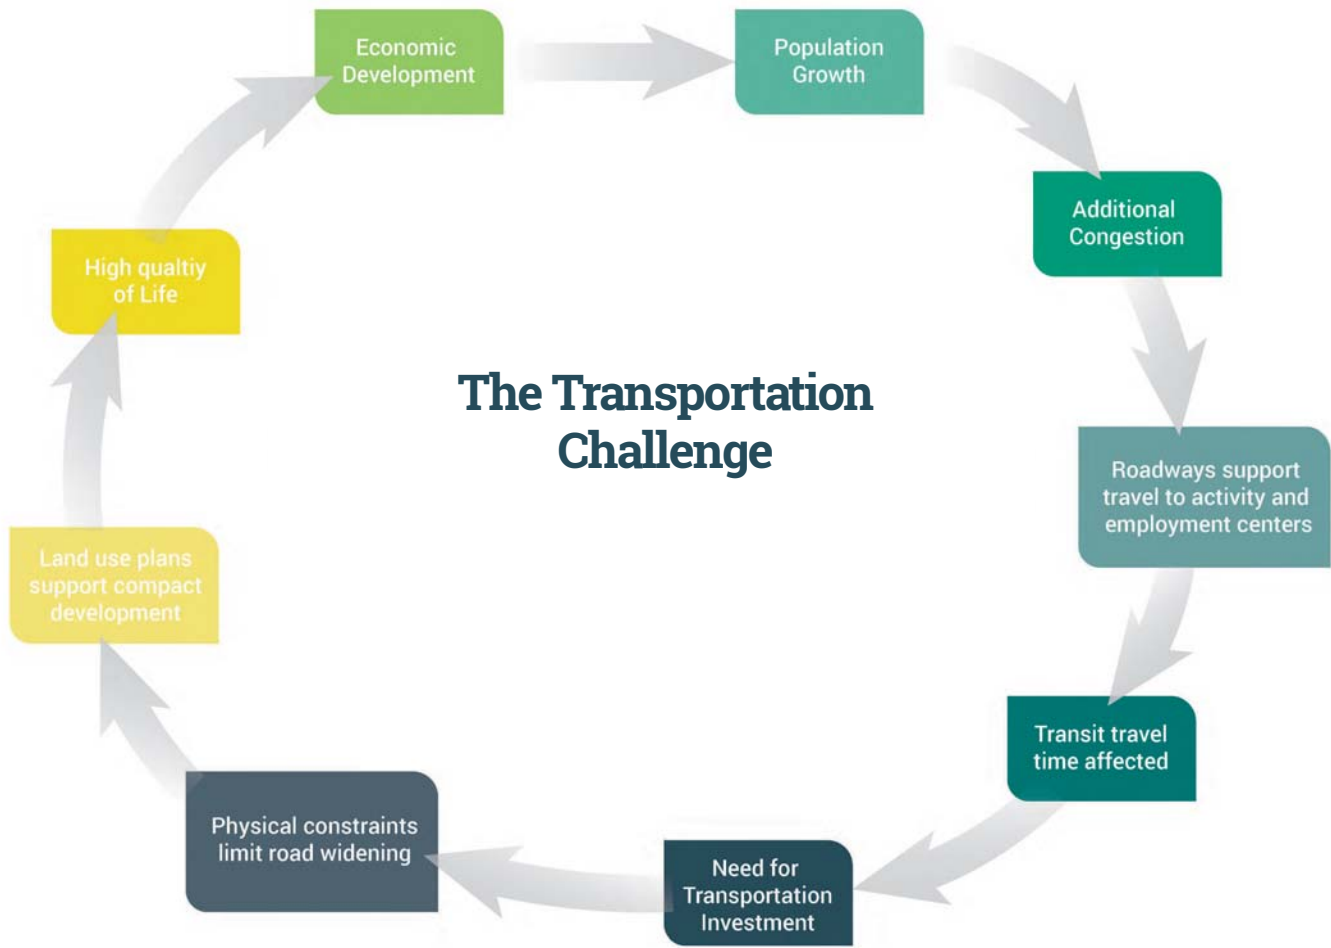 Economic
Development
Population
Growth
Additional
Congestion
High qualtiy
of Life
The Transportation
Challenge
Roadways support
travel to activity and
employment centers
Land use plans
support compact
development
Transit travel
time affected
Physical constraints
limit road widening
Need for
Transportation
Investment